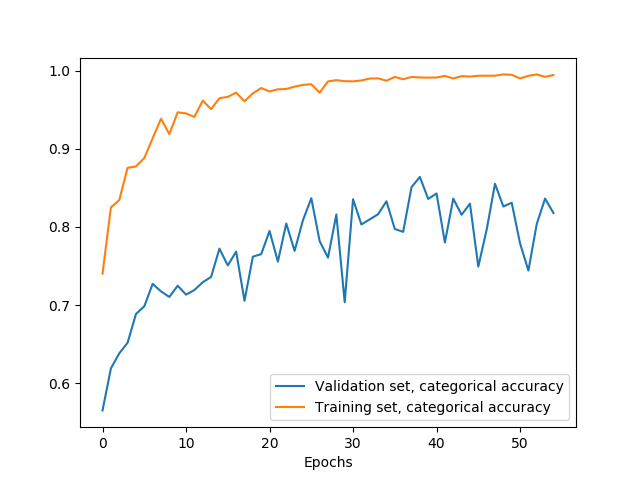 1.0
0.9
0.8
0.7
0.6
Validation set, categorical accuracy
Training set, categorical accuracy
0 10 20 30 40 50
Epochs